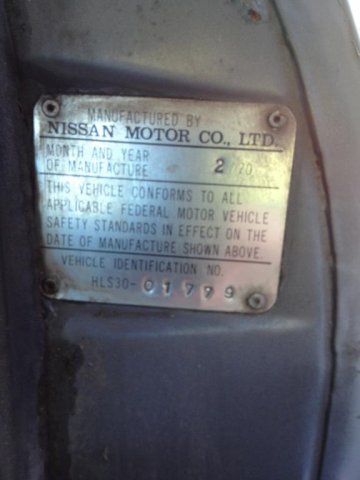 MANUFACTURED BY
NISSAN MOTOR CO., LTD.
MONTH AND YEAR
OF MANUFACTURE 2/70
THIS VEHICLE CONFORMS TO ALL
APPLICABLE FEDERAL MOTOR VEHICLE
SAFETY STANDARDS IN EFFECT ON THE
DATE OF MANUFACTURE SHOWN ABOVE.
VEHICLE IDENTIFICATION NO.
HLS30-01799